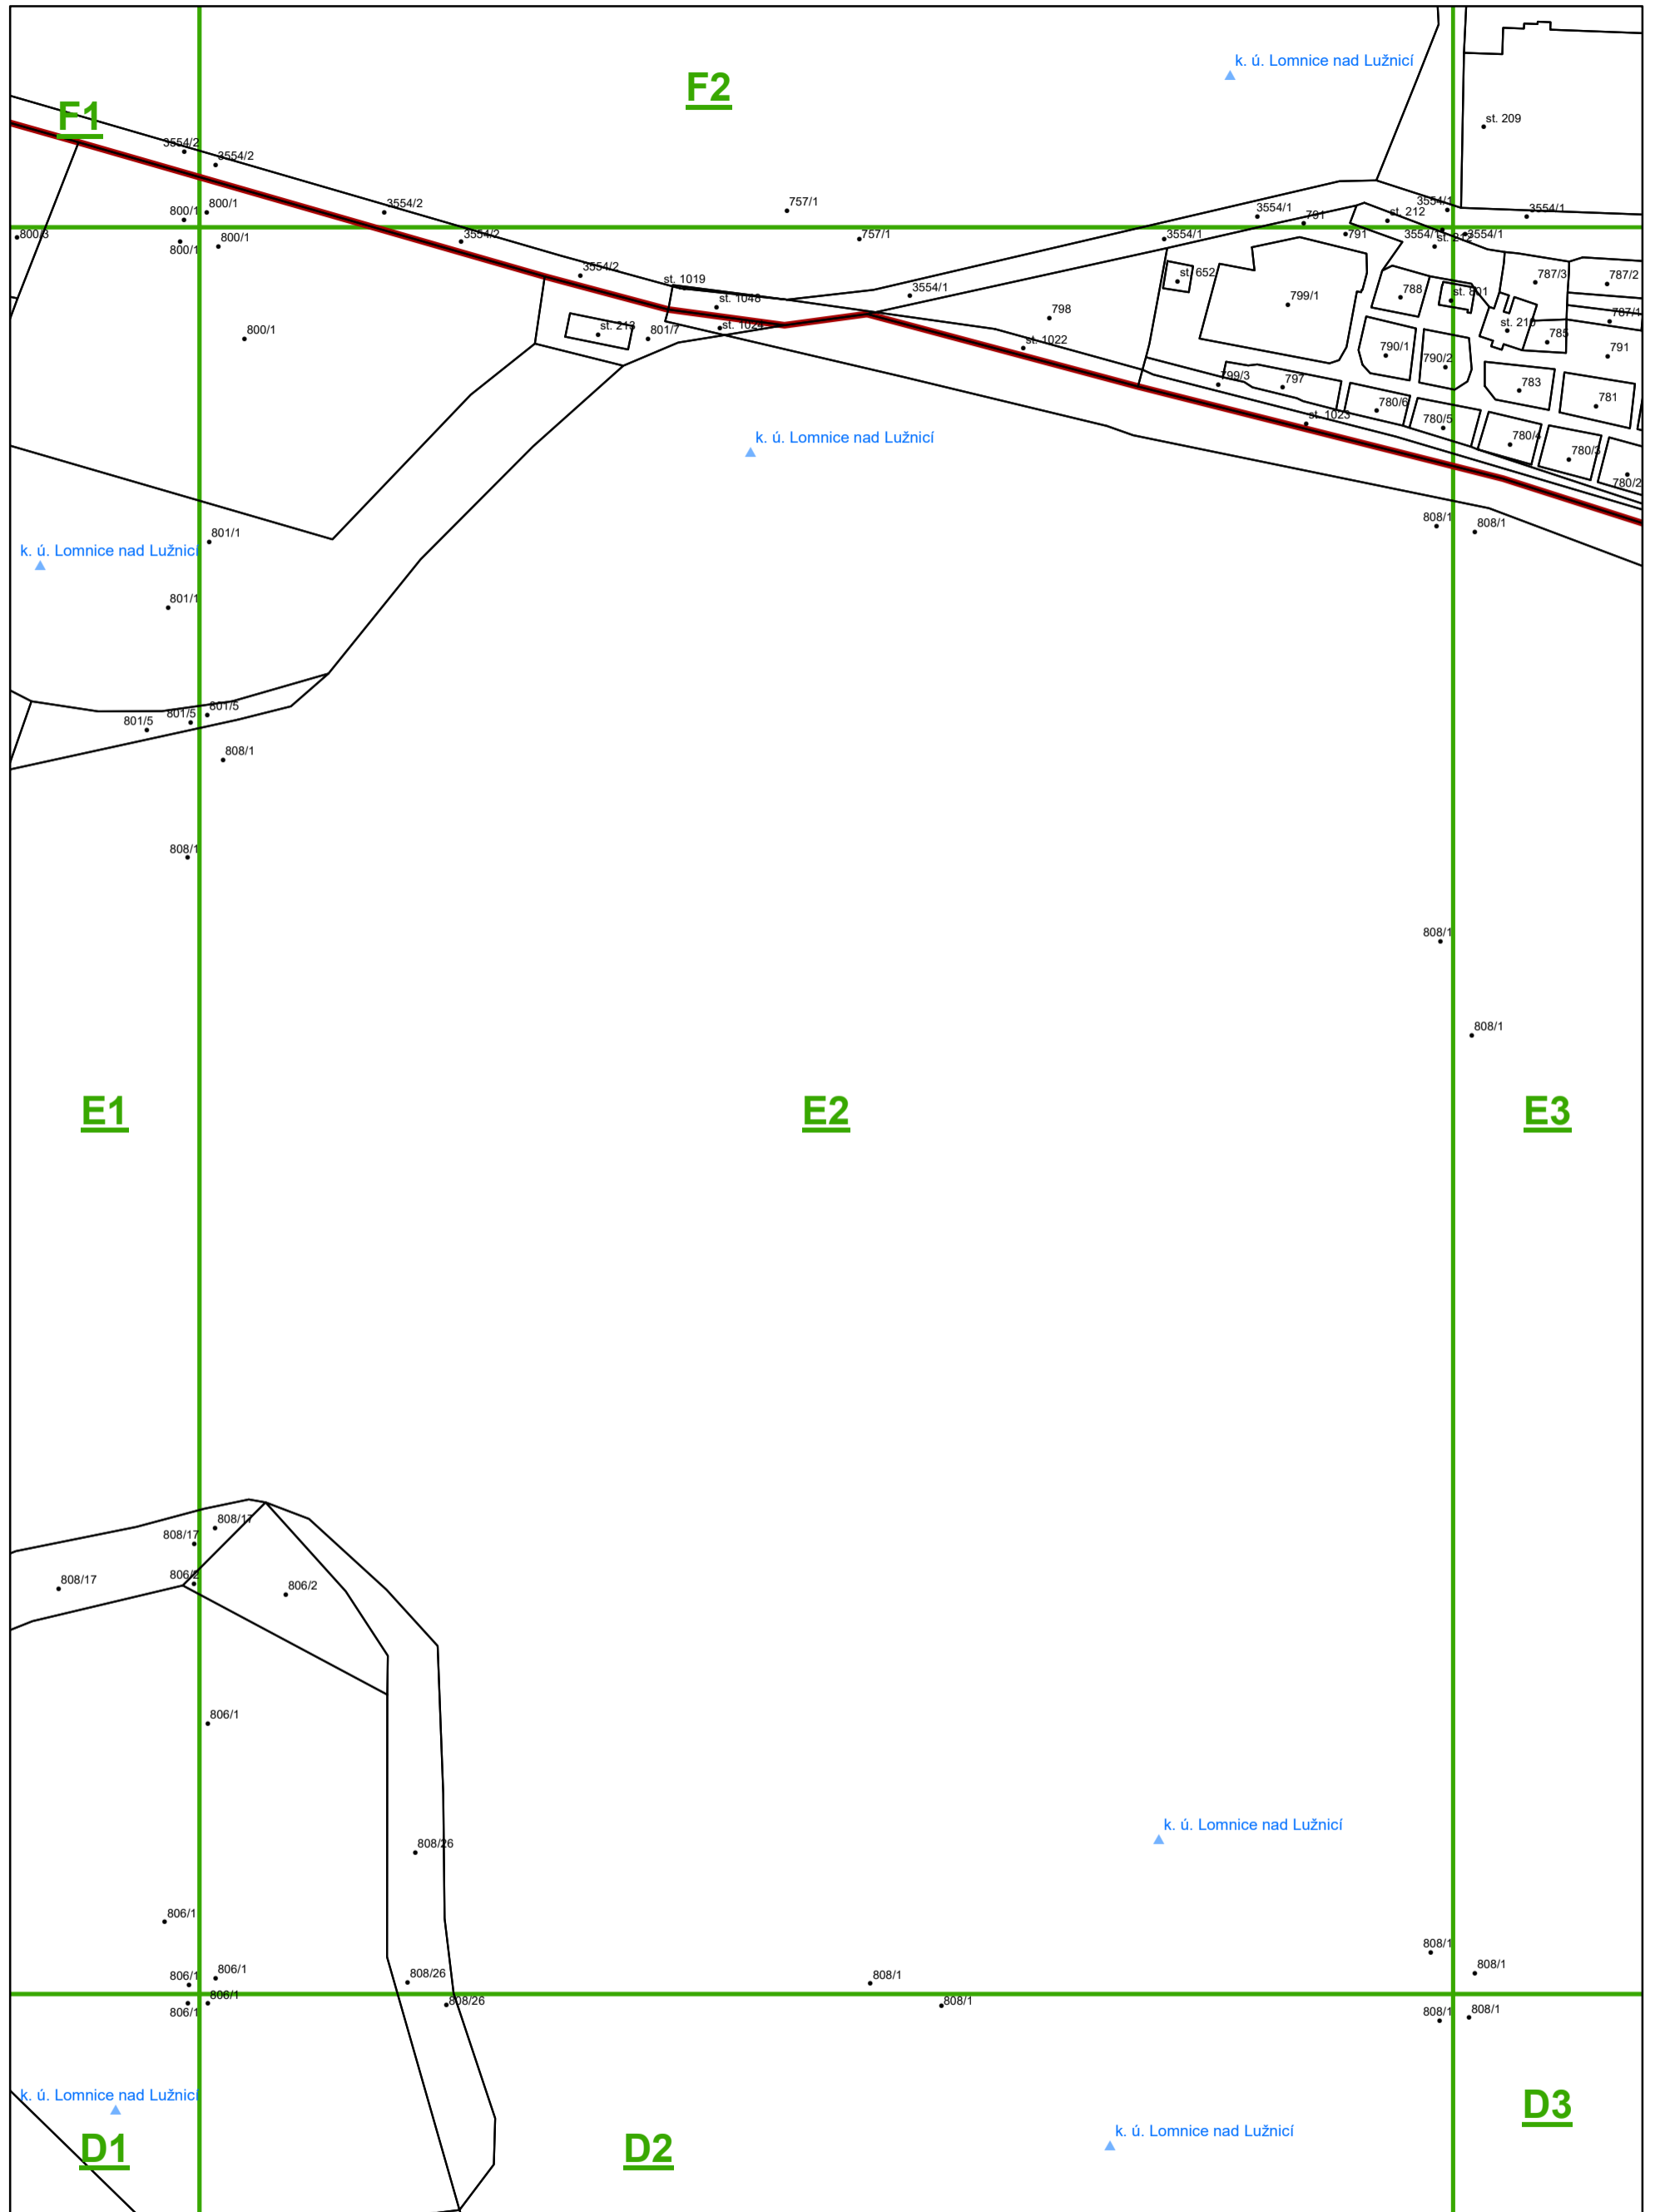 k. ú. Lomnice nad Lužnicí
F2
F1
st. 209
3554/2
3554/2
800/1
800/1
3554/2
757/1
3554/1
791
st. 212
3554/1
3554/1
800/3
800/1
800/1
3554/2
757/1
3554/1
791
3554/1
st. 212
3554/1
3554/2
st. 1019
st. 652
787/3
787/2
3554/1
799/1
788
st. 801
st. 1048
798
787/1
800/1
st. 213
801/7
st. 1024
st. 1022
st. 210
785
790/1
790/2
791
799/3
797
783
781
780/6
st. 1023
780/5
780/4
780/3
780/2
k. ú. Lomnice nad Lužnicí
808/1
808/1
801/1
k. ú. Lomnice nad Lužnicí
801/1
801/5
801/5
801/5
808/1
808/1
808/1
808/1
E1
E2
E3
808/17
808/17
808/17
806/2
806/2
806/1
k. ú. Lomnice nad Lužnicí
808/26
806/1
808/1
808/1
806/1
806/1
808/26
808/1
806/1
806/1
808/26
808/1
808/1
808/1
k. ú. Lomnice nad Lužnicí
D3
k. ú. Lomnice nad Lužnicí
D1
D2